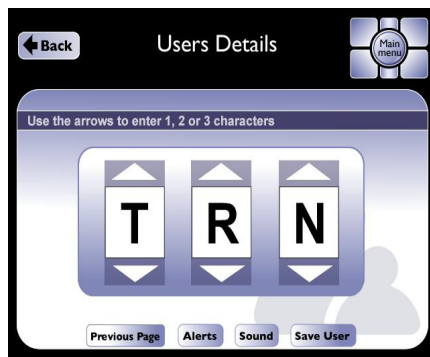 Back
Users Details
Main
menu
Use the arrows to enter 1, 2 or 3 characters
T R N
Previous Page Alerts Sound Save User